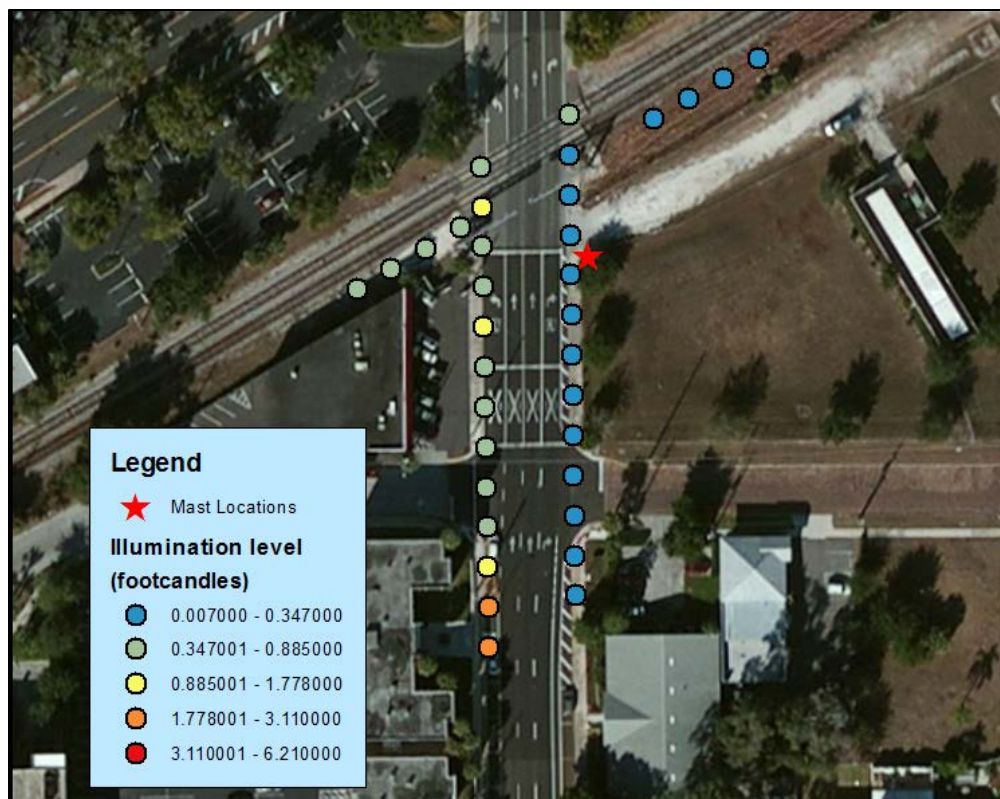 Legend
Mast Locations
Illumination level
(footcandles)
0.007000 - 0.347000
0.347001 - 0.885000
0.885001 - 1.778000
1.778001 - 3.110000
3.110001 - 6.210000